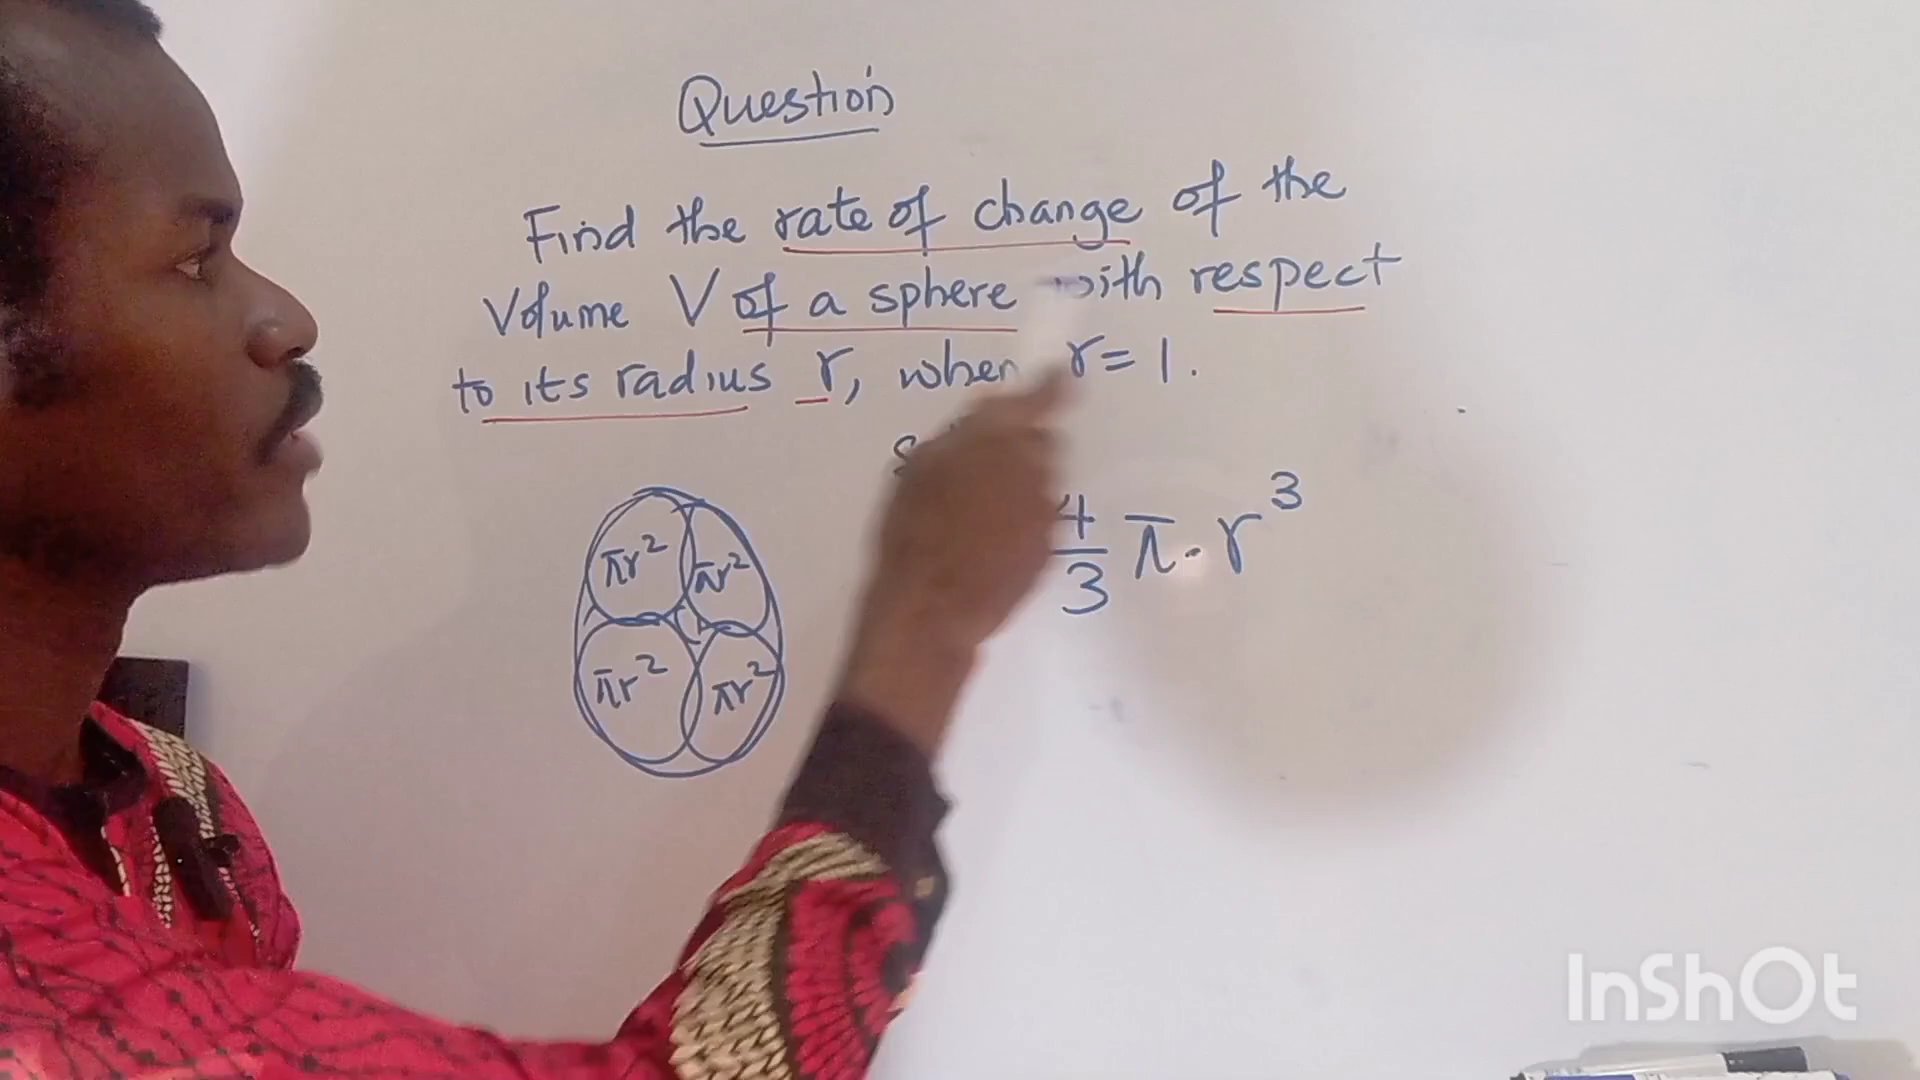 Question
Find the rate of change of the
Volume V of a sphere with respect
to its radius r, when r = 1.
4/3 π · r³
πr² πr²
πr² πr²
InShOt